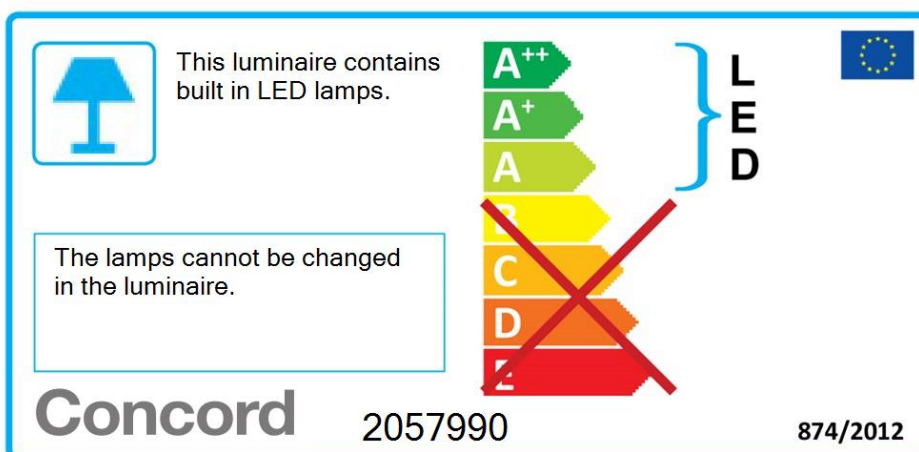 This luminaire contains
built in LED lamps.
A++
A+
A
B
C
D
E
L
E
D
The lamps cannot be changed
in the luminaire.
Concord
2057990
874/2012